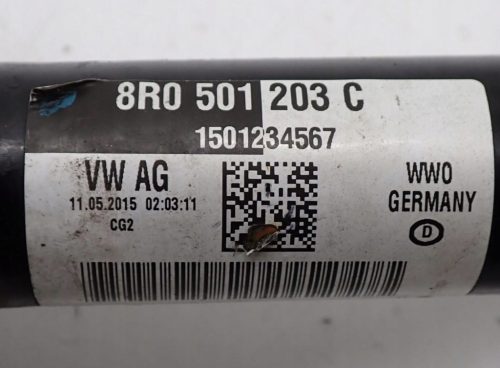 8R0 501 203 C
1501234567
VW AG
11.05.2015 02:03:11
CG2
WWO
GERMANY
D